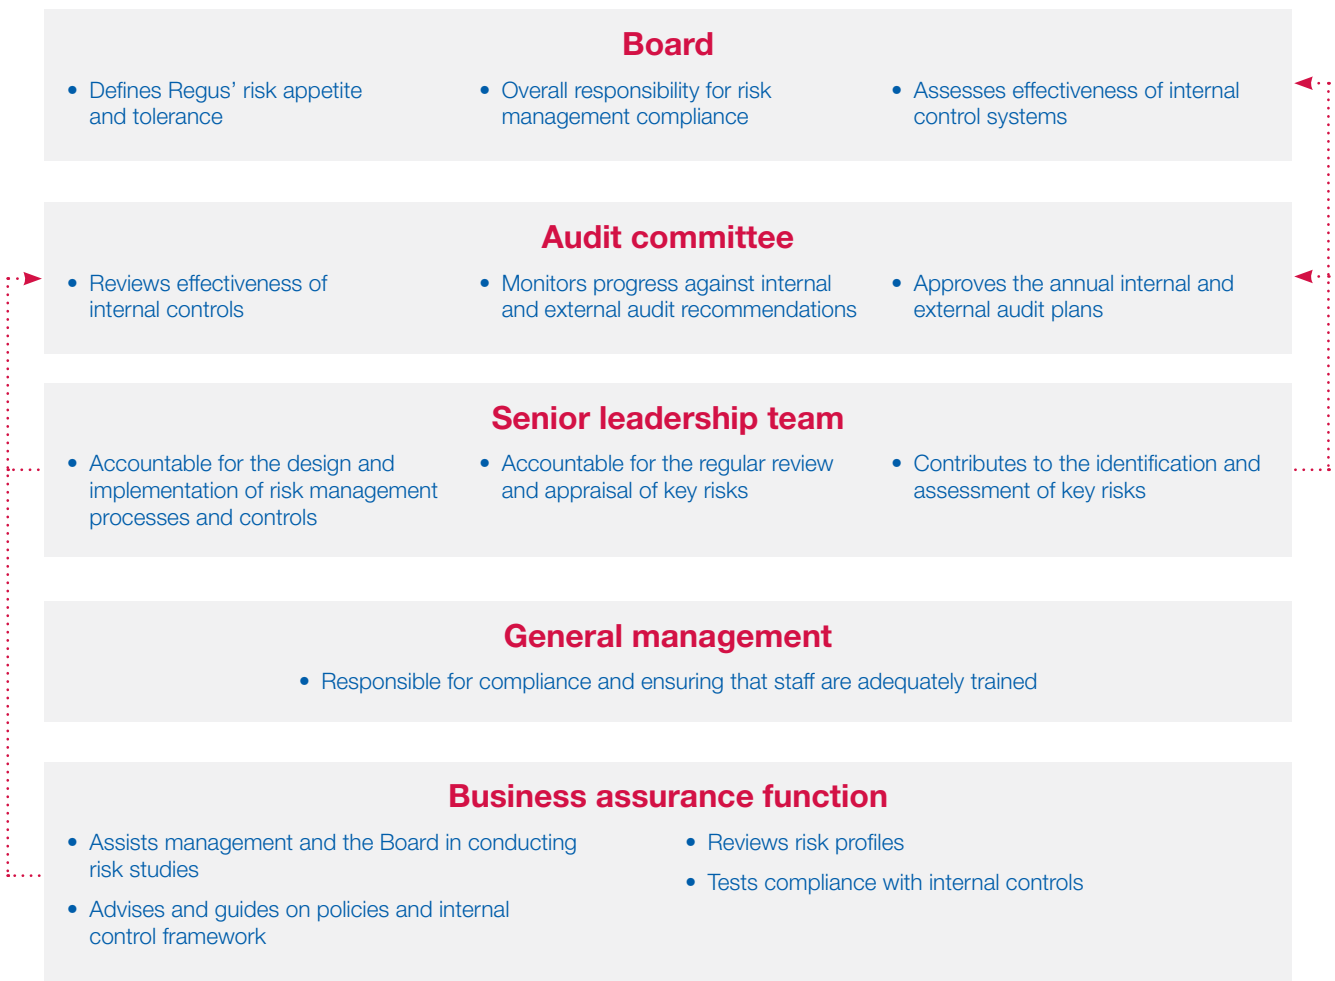 Board
• Defines Regus’ risk appetite
and tolerance
• Overall responsibility for risk
management compliance
• Assesses effectiveness of internal
control systems
Audit committee
• Reviews effectiveness of
internal controls
• Monitors progress against internal
and external audit recommendations
• Approves the annual internal and
external audit plans
Senior leadership team
• Accountable for the design and
implementation of risk management
processes and controls
• Accountable for the regular review
and appraisal of key risks
• Contributes to the identification and
assessment of key risks
General management
• Responsible for compliance and ensuring that staff are adequately trained
Business assurance function
• Assists management and the Board in conducting
risk studies
• Advises and guides on policies and internal
control framework
• Reviews risk profiles
• Tests compliance with internal controls